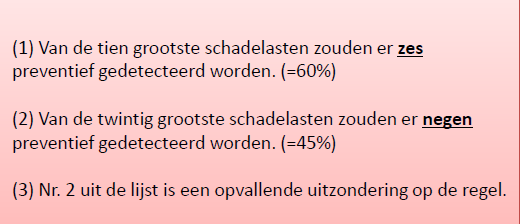 (1) Van de tien grootste schadelasten zouden er zes
preventief gedetecteerd worden. (=60%)
(2) Van de twintig grootste schadelasten zouden er negen
preventief gedetecteerd worden. (=45%)
(3) Nr. 2 uit de lijst is een opvallende uitzondering op de regel.